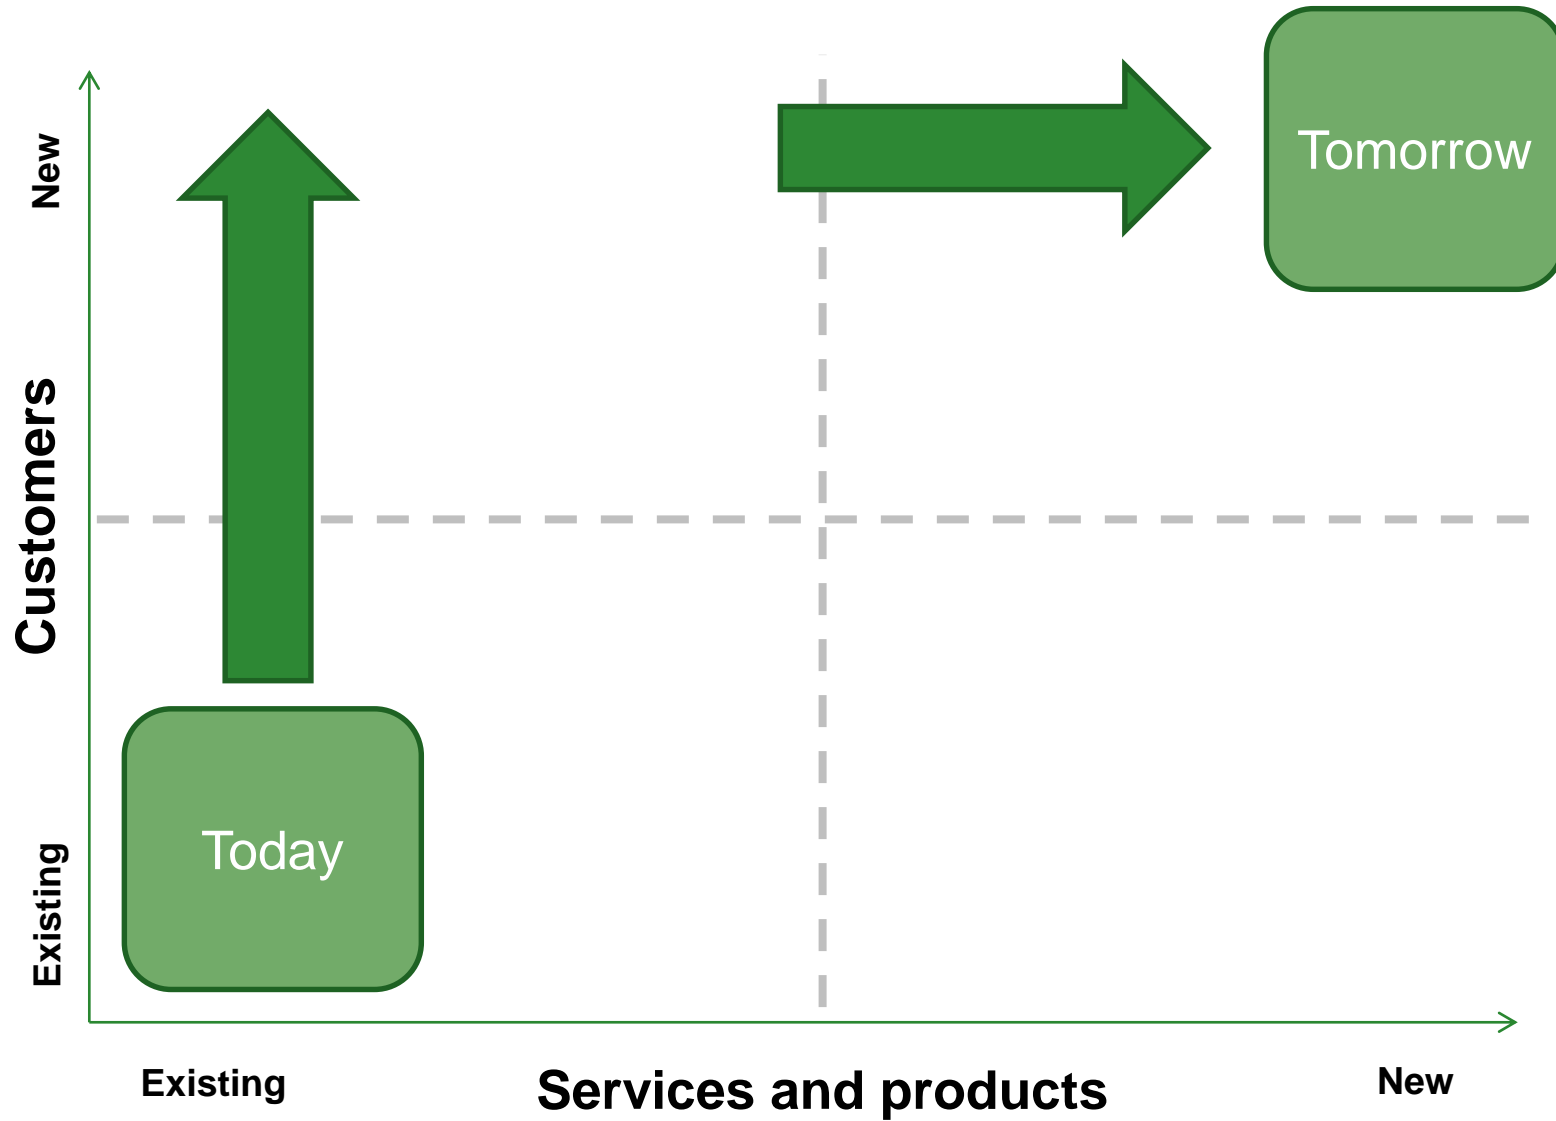 New
Tomorrow
Customers
Today
Existing
Existing
Services and products
New